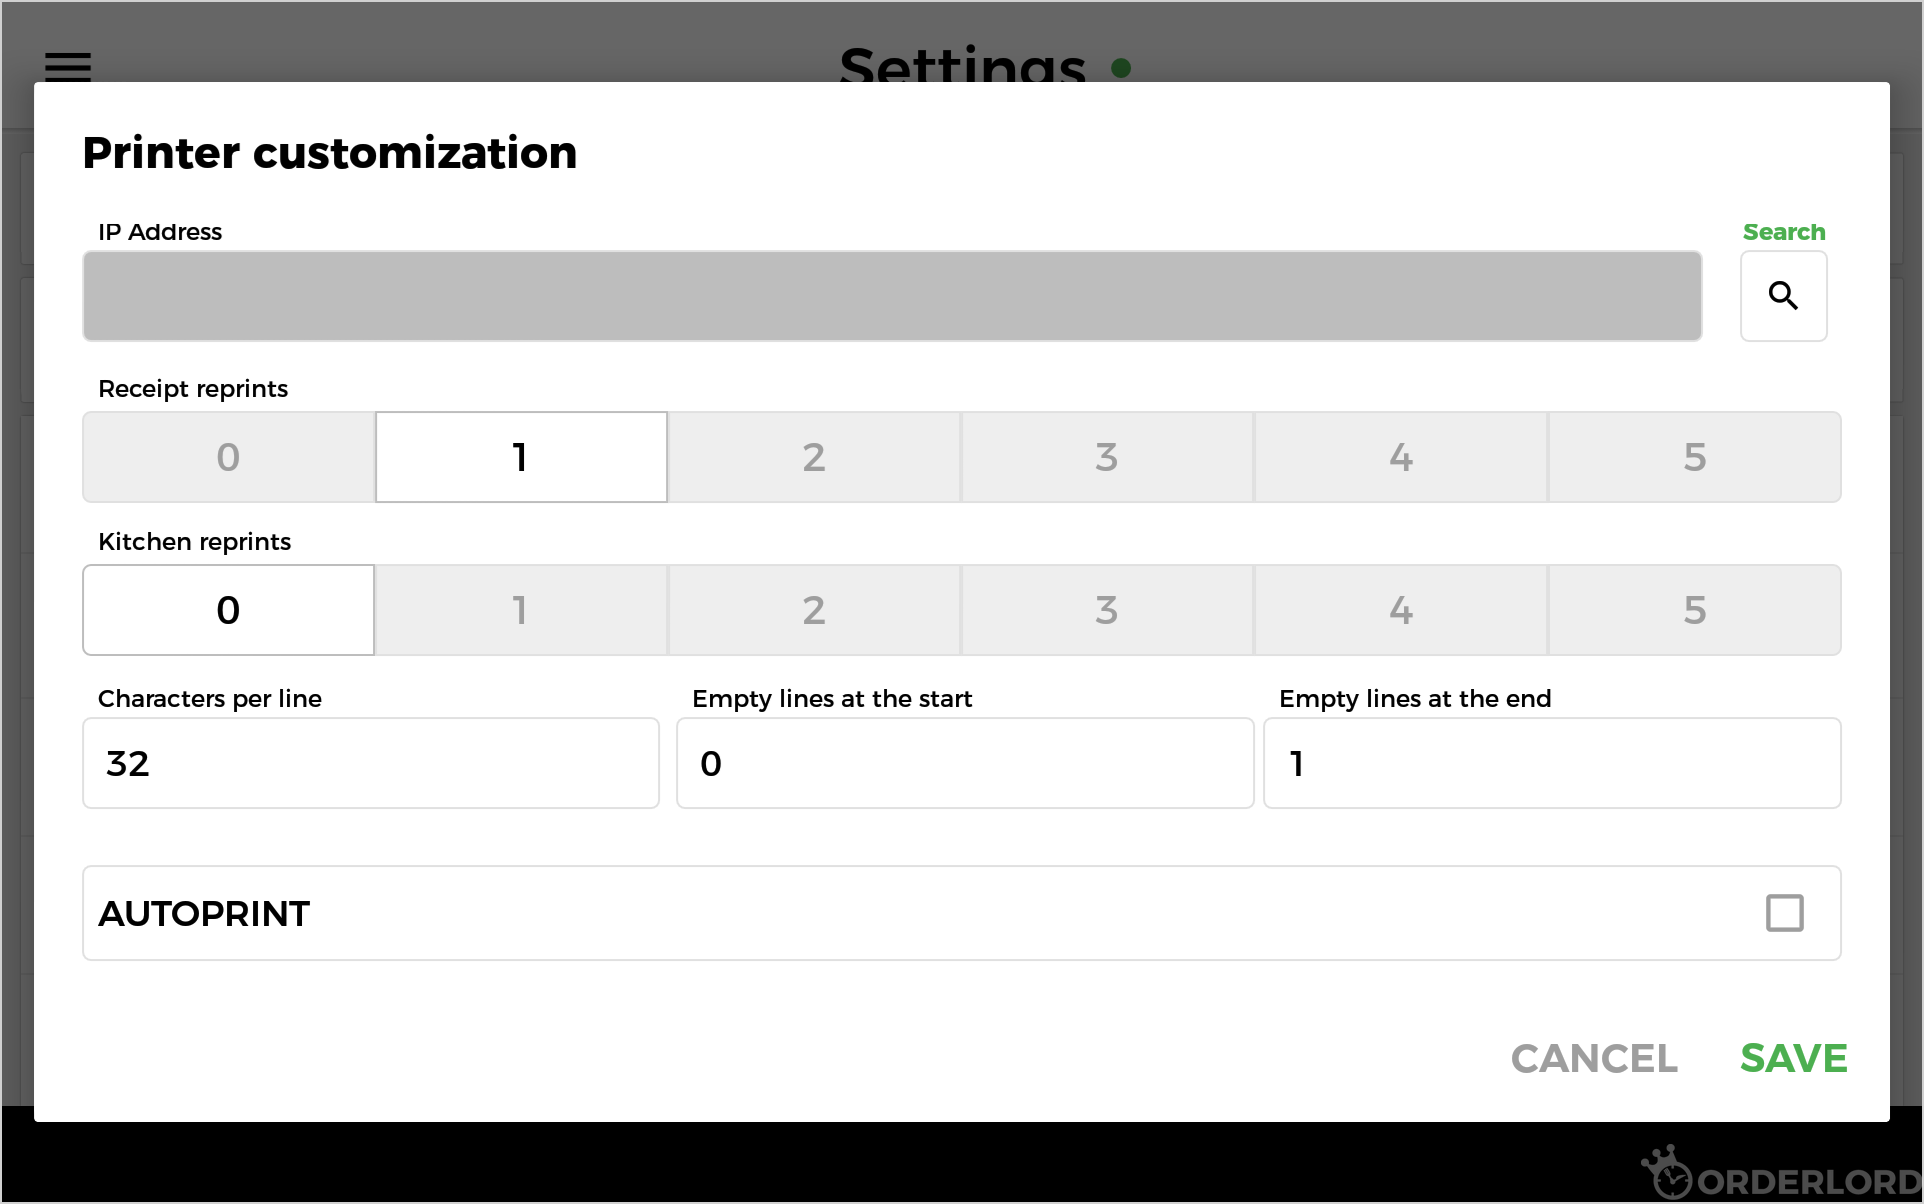 Settings
Printer customization
IP Address
Search
Receipt reprints
0 1 2 3 4 5
Kitchen reprints
0 1 2 3 4 5
Characters per line Empty lines at the start Empty lines at the end
32 0 1
AUTOPRINT
CANCEL SAVE
ORDERLORD